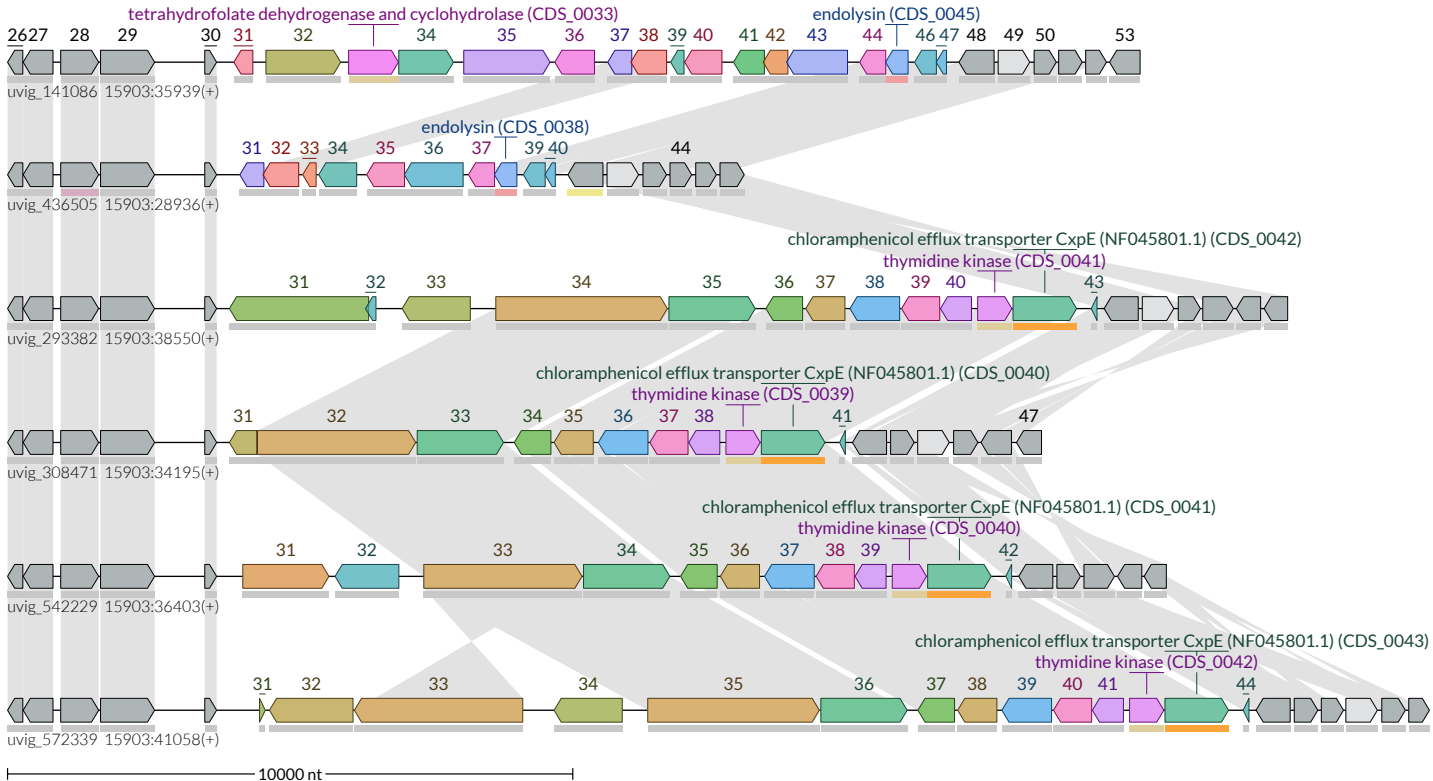 tetrahydrofolate dehydrogenase and cyclohydrolase (CDS_0033) endolysin (CDS_0045)
26 27 28 29 30 31 32 34 35 36 37 38 39 40 41 42 43 44 46 47 48 49 50 53
uvig_141086 15903:35939(+)
endolysin (CDS_0038)
31 32 33 34 35 36 37 39 40 44
uvig_436505 15903:28936(+)
chloramphenicol efflux transporter CxpE (NF045801.1) (CDS_0042)
thymidine kinase (CDS_0041)
31 32 33 34 35 36 37 38 39 40 43
uvig_293382 15903:38550(+)
chloramphenicol efflux transporter CxpE (NF045801.1) (CDS_0040)
thymidine kinase (CDS_0039)
31 32 33 34 35 36 37 38 41 47
uvig_308471 15903:34195(+)
chloramphenicol efflux transporter CxpE (NF045801.1) (CDS_0041)
thymidine kinase (CDS_0040)
31 32 33 34 35 36 37 38 39 42
uvig_542229 15903:36403(+)
chloramphenicol efflux transporter CxpE (NF045801.1) (CDS_0043)
thymidine kinase (CDS_0042)
31 32 33 34 35 36 37 38 39 40 41 44
uvig_572339 15903:41058(+)
10000 nt